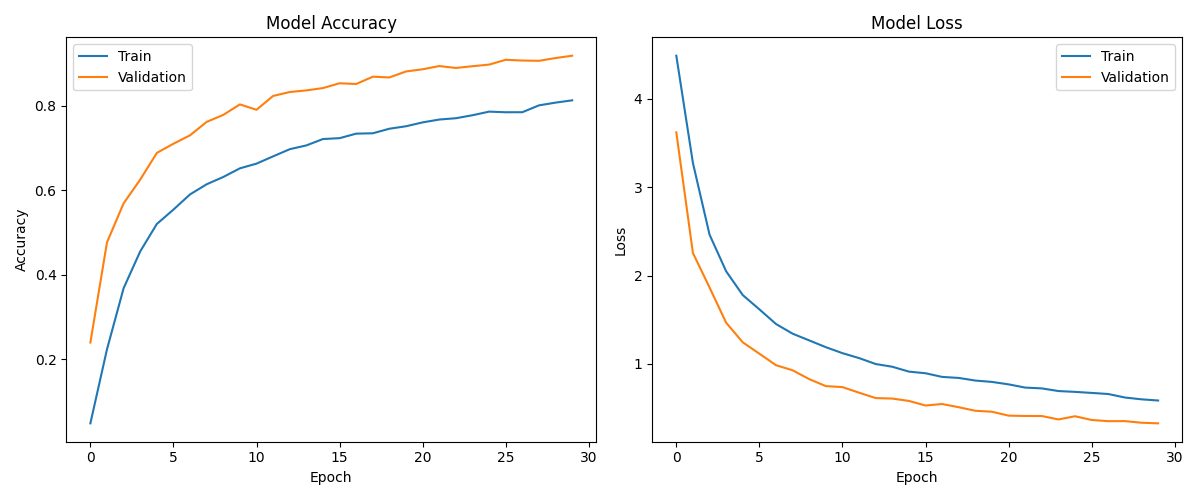 Model Accuracy
Train
Validation
0.8
0.6
0.4
0.2
Accuracy
0 5 10 15 20 25 30
Epoch
Model Loss
Train
Validation
4
3
2
1
Loss
0 5 10 15 20 25 30
Epoch